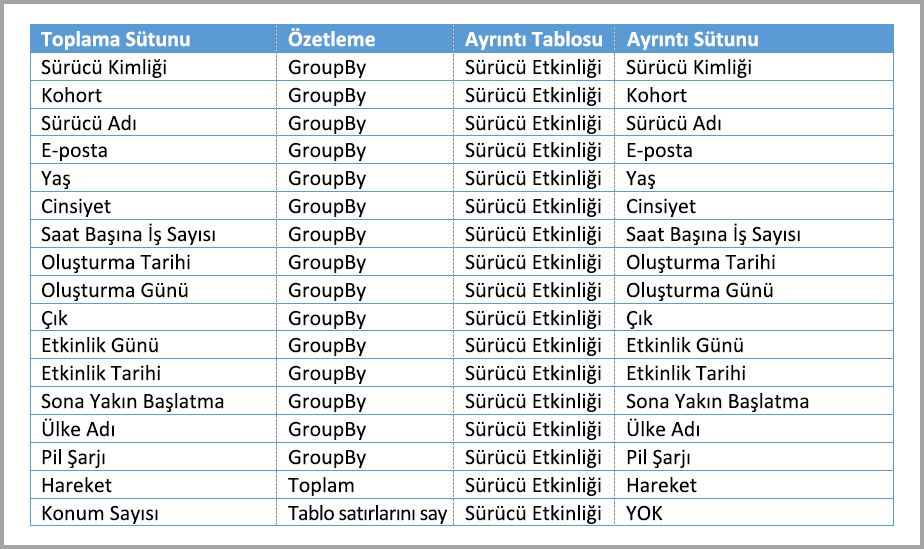 Toplama Sütunu Özetleme Ayrıntı Tablosu Ayrıntı Sütunu
Sürücü Kimliği GroupBy Sürücü Etkinliği Sürücü Kimliği
Kohort GroupBy Sürücü Etkinliği Kohort
Sürücü Adı GroupBy Sürücü Etkinliği Sürücü Adı
E-posta GroupBy Sürücü Etkinliği E-posta
Yaş GroupBy Sürücü Etkinliği Yaş
Cinsiyet GroupBy Sürücü Etkinliği Cinsiyet
Saat Başına İş Sayısı GroupBy Sürücü Etkinliği Saat Başına İş Sayısı
Oluşturma Tarihi GroupBy Sürücü Etkinliği Oluşturma Tarihi
Oluşturma Günü GroupBy Sürücü Etkinliği Oluşturma Günü
Çık GroupBy Sürücü Etkinliği Çık
Etkinlik Günü GroupBy Sürücü Etkinliği Etkinlik Günü
Etkinlik Tarihi GroupBy Sürücü Etkinliği Etkinlik Tarihi
Sona Yakın Başlatma GroupBy Sürücü Etkinliği Sona Yakın Başlatma
Ülke Adı GroupBy Sürücü Etkinliği Ülke Adı
Pil Şarjı GroupBy Sürücü Etkinliği Pil Şarjı
Hareket Toplam Sürücü Etkinliği Hareket
Konum Sayısı Tablo satırlarını say Sürücü Etkinliği YOK